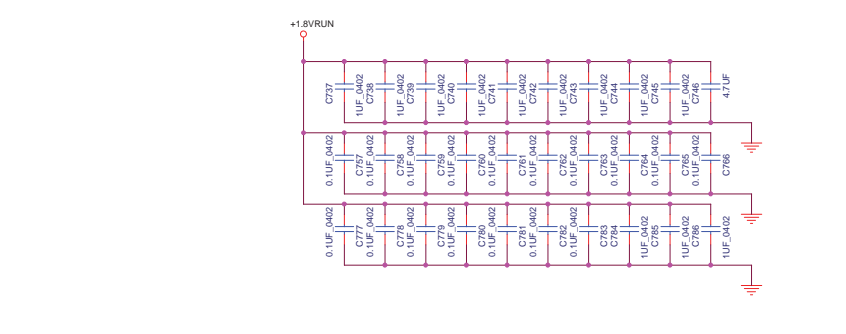 +1.8VRUN
C737
1UF_0402
C738
1UF_0402
C739
1UF_0402
C740
1UF_0402
C741
1UF_0402
C742
1UF_0402
C743
1UF_0402
C744
1UF_0402
C745
1UF_0402
C746
4.7UF
0.1UF_0402
C757
0.1UF_0402
C758
0.1UF_0402
C759
0.1UF_0402
C760
0.1UF_0402
C761
0.1UF_0402
C762
0.1UF_0402
C763
0.1UF_0402
C764
0.1UF_0402
C765
0.1UF_0402
C766
0.1UF_0402
C777
0.1UF_0402
C778
0.1UF_0402
C779
0.1UF_0402
C780
0.1UF_0402
C781
0.1UF_0402
C782
0.1UF_0402
C783
C784
1UF_0402
C785
1UF_0402
C786
1UF_0402